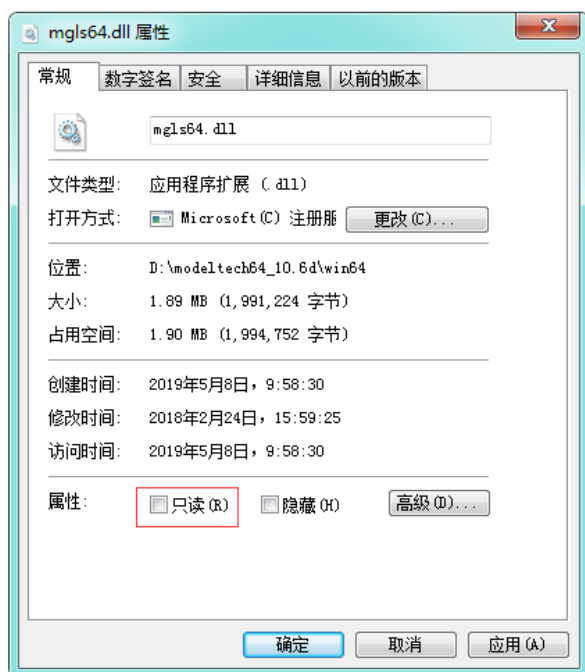 mgls64.dll 属性
常规 数字签名 安全 详细信息 以前的版本
mgls64.dll
文件类型: 应用程序扩展 (.dll)
打开方式: Microsoft(C) 注册服 更改(C)...
位置: D:\modeltech64_10.6d\win64
大小: 1.89 MB (1,991,224 字节)
占用空间: 1.90 MB (1,994,752 字节)
创建时间: 2019年5月8日，9:58:30
修改时间: 2018年2月24日，15:59:25
访问时间: 2019年5月8日，9:58:30
属性: 只读(R) 隐藏(H) 高级(D)...
确定 取消 应用(A)